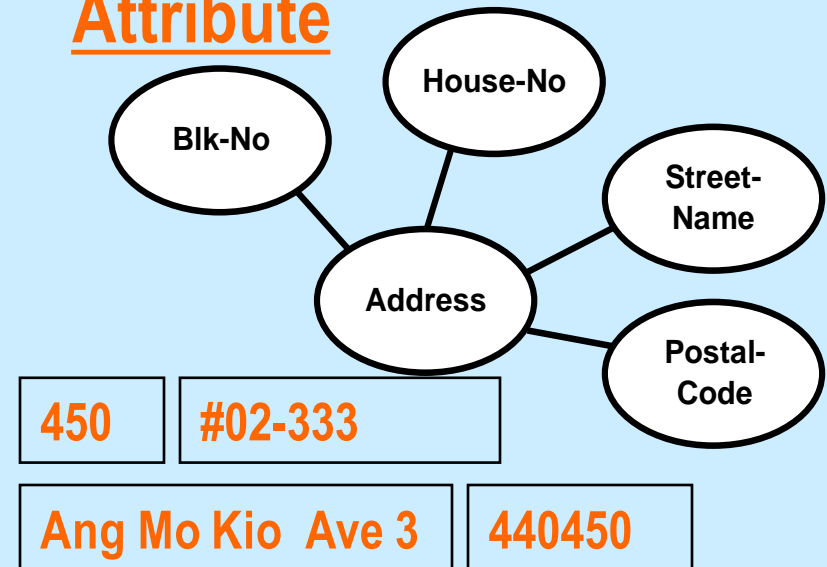 Attribute
House-No
Blk-No
Street-
Name
Address
Postal-
Code
450 #02-333
Ang Mo Kio Ave 3 440450